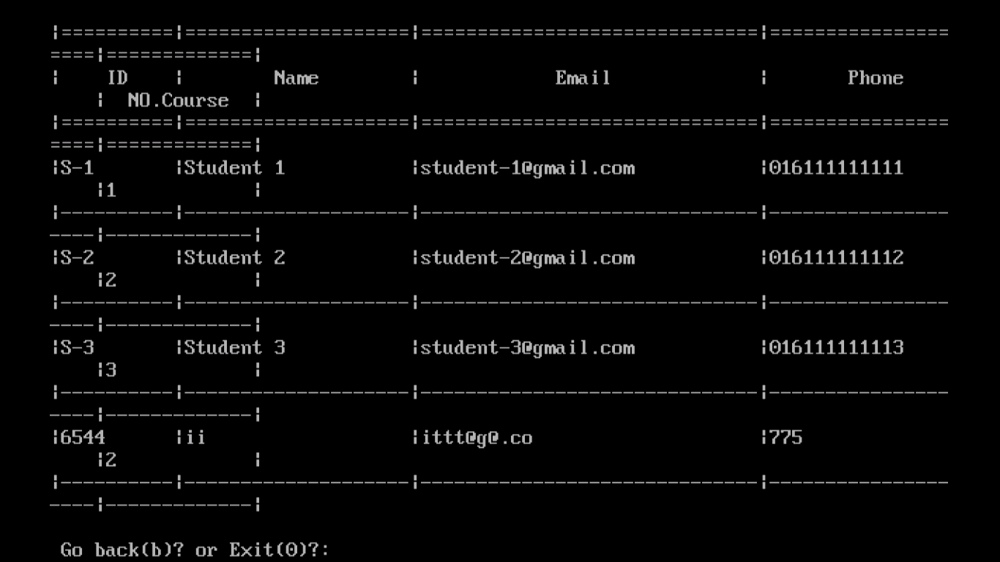 ¦==========¦====================¦==============================¦================
====¦=============¦
¦    ID    ¦        Name        ¦            Email             ¦       Phone
    ¦  NO.Course  ¦
¦==========¦====================¦==============================¦================
====¦=============¦
¦S-1       ¦Student 1           ¦student-1@gmail.com           ¦016111111111
    ¦1            ¦
¦----------¦--------------------¦------------------------------¦----------------
----¦-------------¦
¦S-2       ¦Student 2           ¦student-2@gmail.com           ¦016111111112
    ¦2            ¦
¦----------¦--------------------¦------------------------------¦----------------
----¦-------------¦
¦S-3       ¦Student 3           ¦student-3@gmail.com           ¦016111111113
    ¦3            ¦
¦----------¦--------------------¦------------------------------¦----------------
----¦-------------¦
¦6544      ¦ii                  ¦ittt@g@.co                    ¦775
    ¦2            ¦
¦----------¦--------------------¦------------------------------¦----------------
----¦-------------¦
Go back(b)? or Exit(0)?: